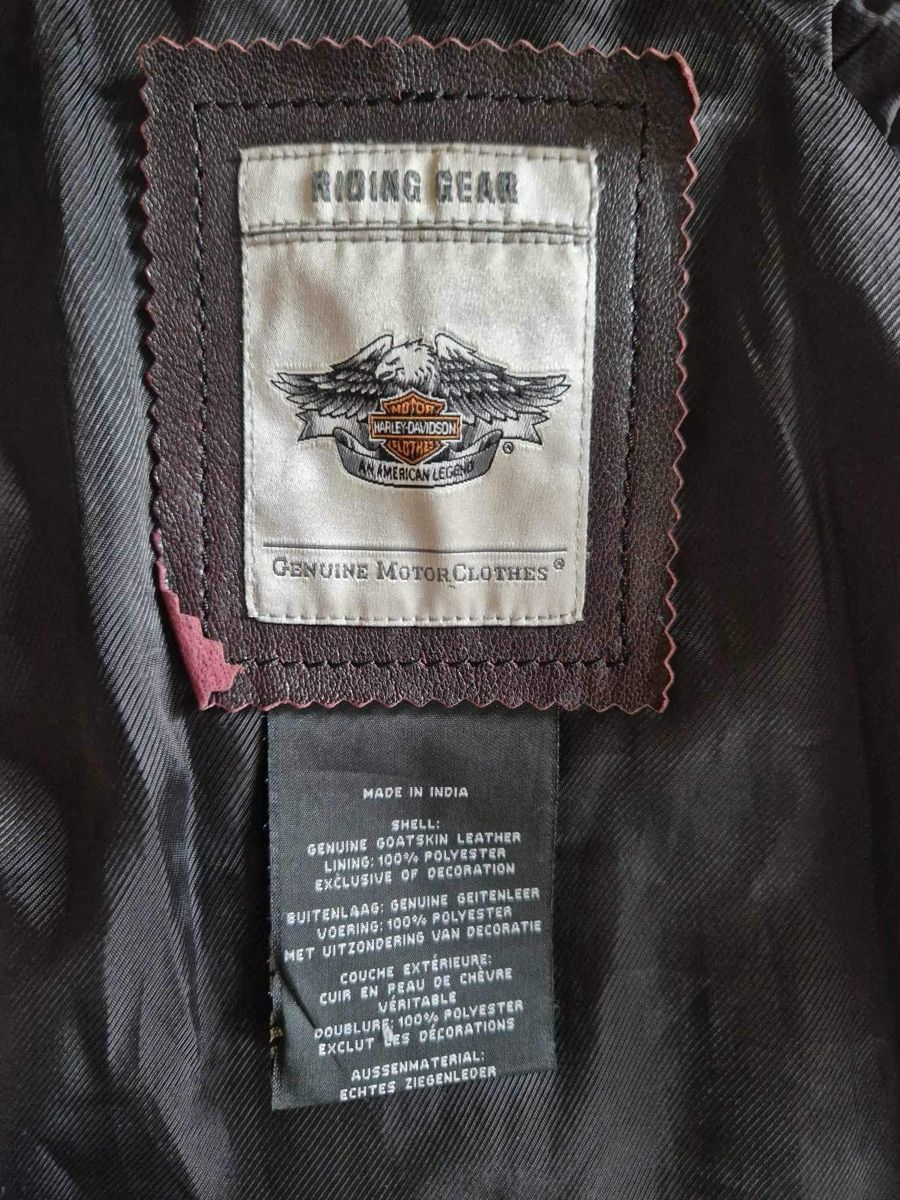 RIDING GEAR
MOTOR
HARLEY-DAVIDSON
CLOTHES
®
AN AMERICAN LEGEND
GENUINE MOTORCLOTHES®
MADE IN INDIA
SHELL:
GENUINE GOATSKIN LEATHER
LINING: 100% POLYESTER
EXCLUSIVE OF DECORATION
BUITENLAAG: GENUINE GEITENLEER
VOERING: 100% POLYESTER
MET UITZONDERING VAN DECORATIE
COUCHE EXTÉRIEURE:
CUIR EN PEAU DE CHÈVRE
VÉRITABLE
DOUBLURE: 100% POLYESTER
EXCLUT LES DÉCORATIONS
AUSSENMATERIAL:
ECHTES ZIEGENLEDER